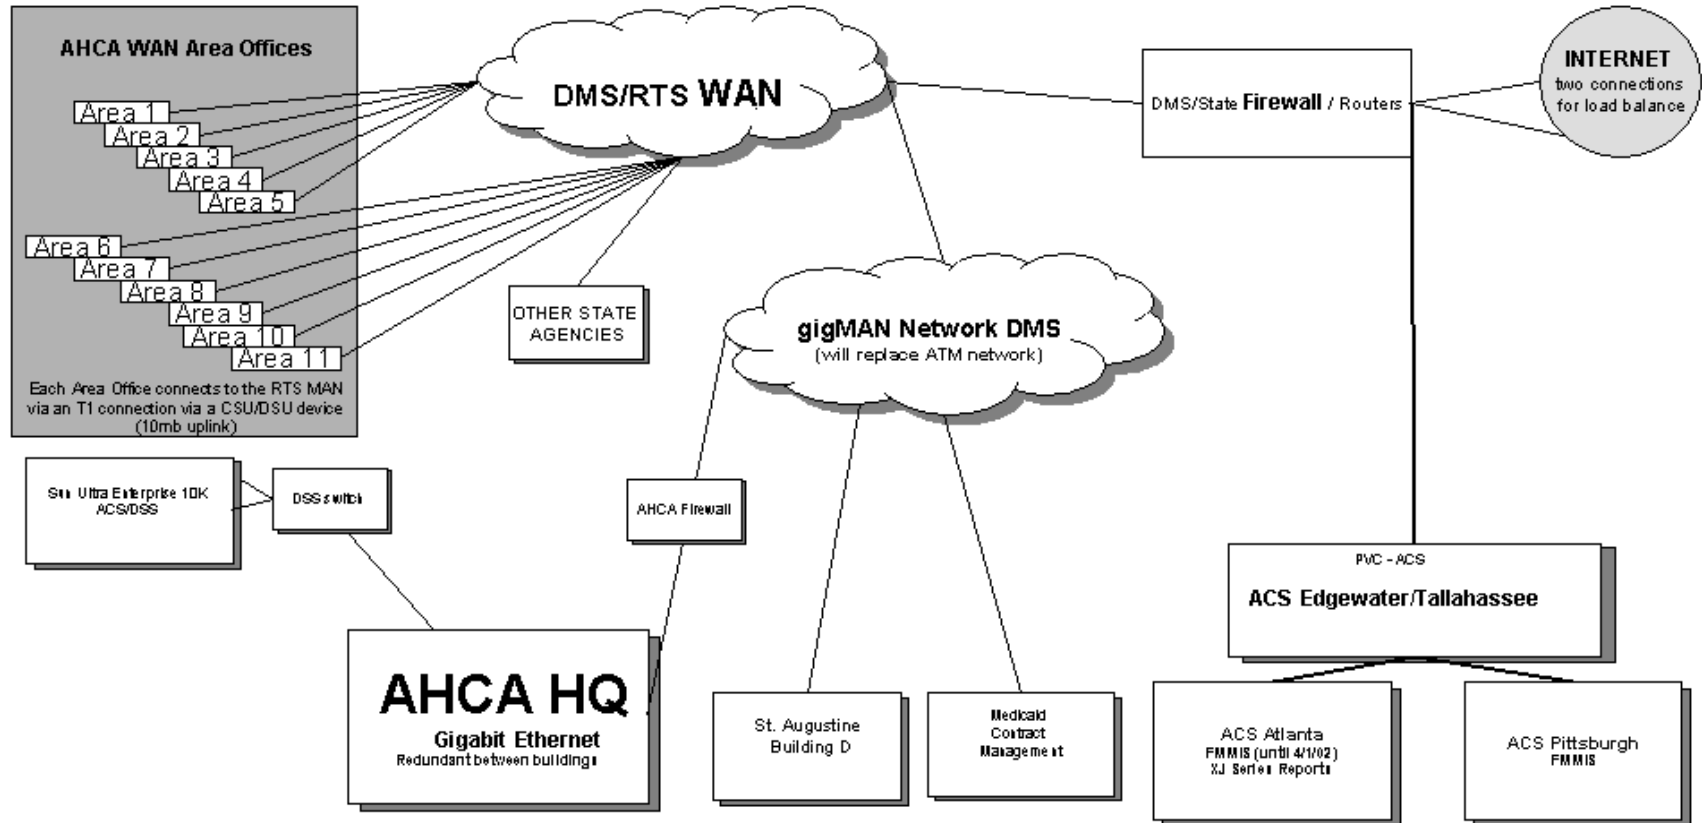 AHCA WAN Area Offices
Area 1
Area 2
Area 3
Area 4
Area 5
Area 6
Area 7
Area 8
Area 9
Area 10
Area 11
Each Area Office connects to the RTS MAN
via an T1 connection via a CSU/DSU device
(10mb uplink)
DMS/RTS WAN
DMS/State Firewall / Routers
INTERNET
two connections
for load balance
OTHER STATE
AGENCIES
gigMAN Network DMS
(will replace ATM network)
Sun Ultra Enterprise 10K
ACS/DSS
DSS switch
AHCA Firewall
PVC - ACS
ACS Edgewater/Tallahassee
AHCA HQ
Gigabit Ethernet
Redundant between buildings
St. Augustine
Building D
Medicaid
Contract
Management
ACS Atlanta
FMMIS (until 4/1/02)
XJ Series Reports
ACS Pittsburgh
FMMIS